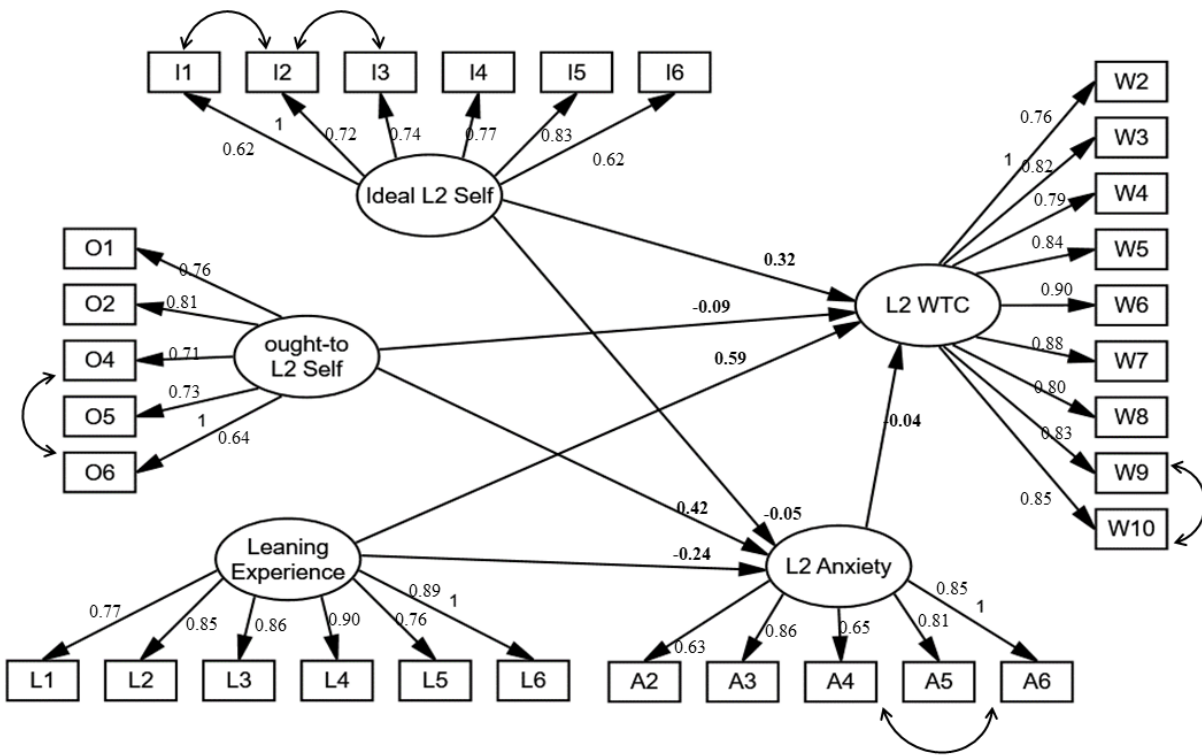 I1 I2 I3 I4 I5 I6
0.62 1 0.72 0.74 0.77 0.83 0.62
Ideal L2 Self
W2
W3
W4
W5
W6
W7
W8
W9
W10
0.76
1
0.82
0.79
0.84
0.90
0.88
0.80
0.83
0.85
L2 WTC
O1
O2
O4
O5
O6
0.76
0.81
0.71
0.73
1
0.64
ought-to
L2 Self
0.32
-0.09
0.59
-0.04
0.42
-0.05
-0.24
Leaning
Experience
0.77 0.85 0.86 0.90 0.76 0.89 1
L1 L2 L3 L4 L5 L6
L2 Anxiety
0.63 0.86 0.65 0.81 0.85 1
A2 A3 A4 A5 A6